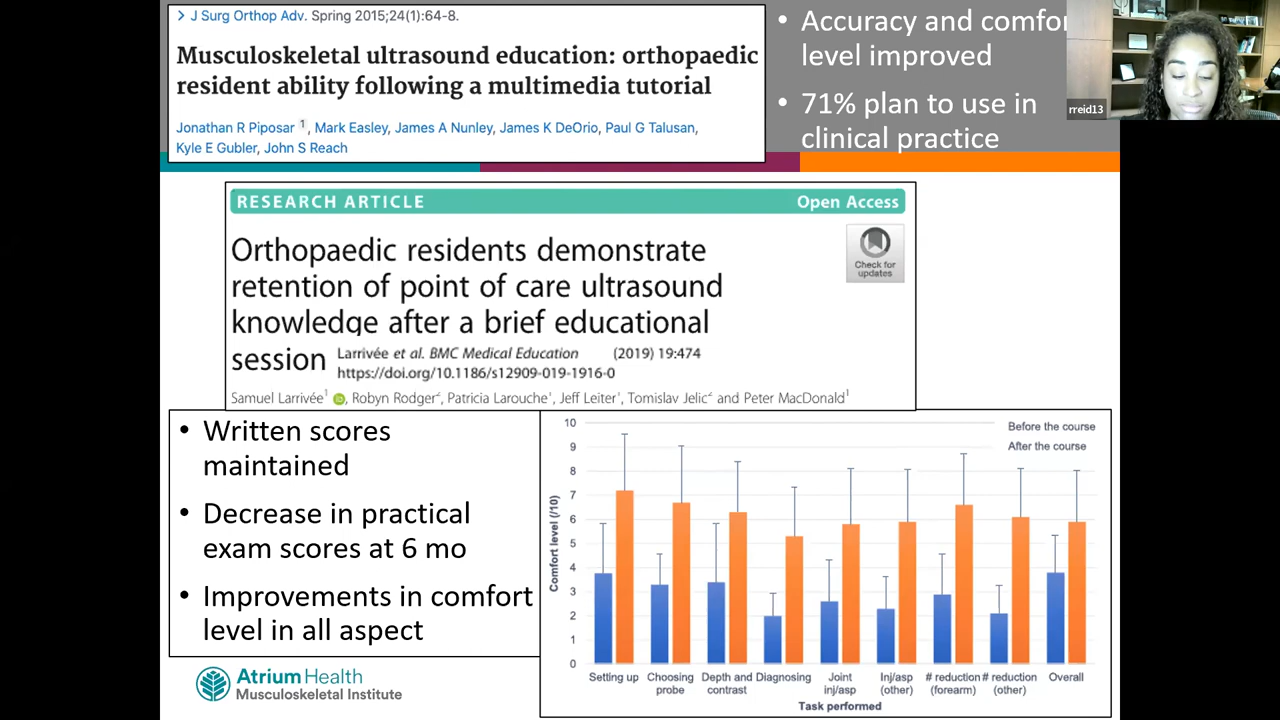 > J Surg Orthop Adv. Spring 2015;24(1):64-8.
Musculoskeletal ultrasound education: orthopaedic
resident ability following a multimedia tutorial
Jonathan R Piposar 1, Mark Easley, James A Nunley, James K DeOrio, Paul G Talusan,
Kyle E Gubler, John S Reach
• Accuracy and comfo
level improved
• 71% plan to use in
clinical practice
rreid13
RESEARCH ARTICLE
Open Access
Orthopaedic residents demonstrate
retention of point of care ultrasound
knowledge after a brief educational
session
Check for
updates
Larrivée et al. BMC Medical Education (2019) 19:474
https://doi.org/10.1186/s12909-019-1916-0
Samuel Larrivée1, Robyn Rodger2, Patricia Larouche1, Jeff Leiter1, Tomislav Jelic2 and Peter MacDonald1
• Written scores
maintained
• Decrease in practical
exam scores at 6 mo
• Improvements in comfort
level in all aspect
Before the course
After the course
Comfort level (/10)
10
9
8
7
6
5
4
3
2
1
0
Setting up
Choosing
probe
Depth and
contrast
Diagnosing
Joint
inj/asp
Inj/asp
(other)
# reduction
(forearm)
# reduction
(other)
Overall
Task performed
Atrium Health
Musculoskeletal Institute